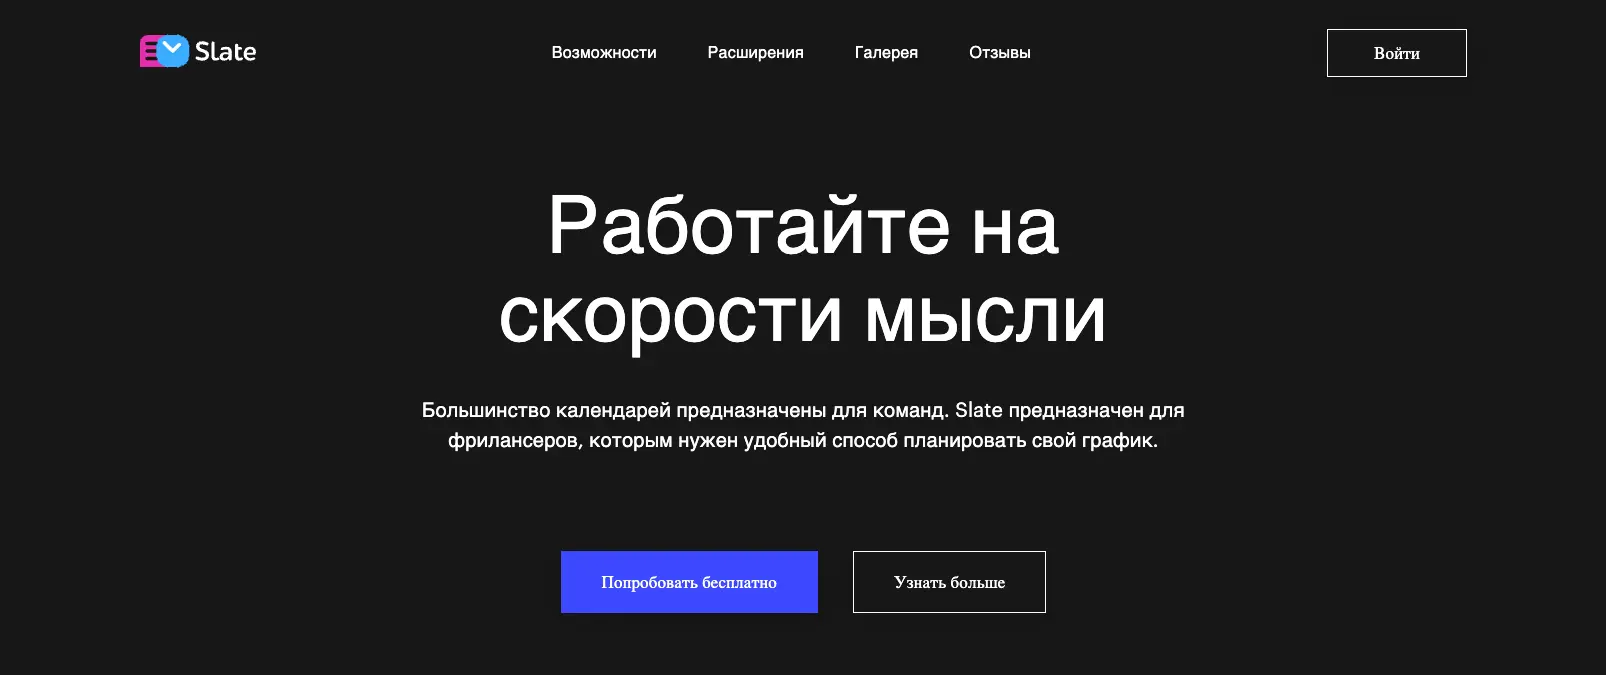 Slate
Возможности
Расширения
Галерея
Отзывы
Войти
Работайте на
скорости мысли
Большинство календарей предназначены для команд. Slate предназначен для
фрилансеров, которым нужен удобный способ планировать свой график.
Попробовать бесплатно
Узнать больше